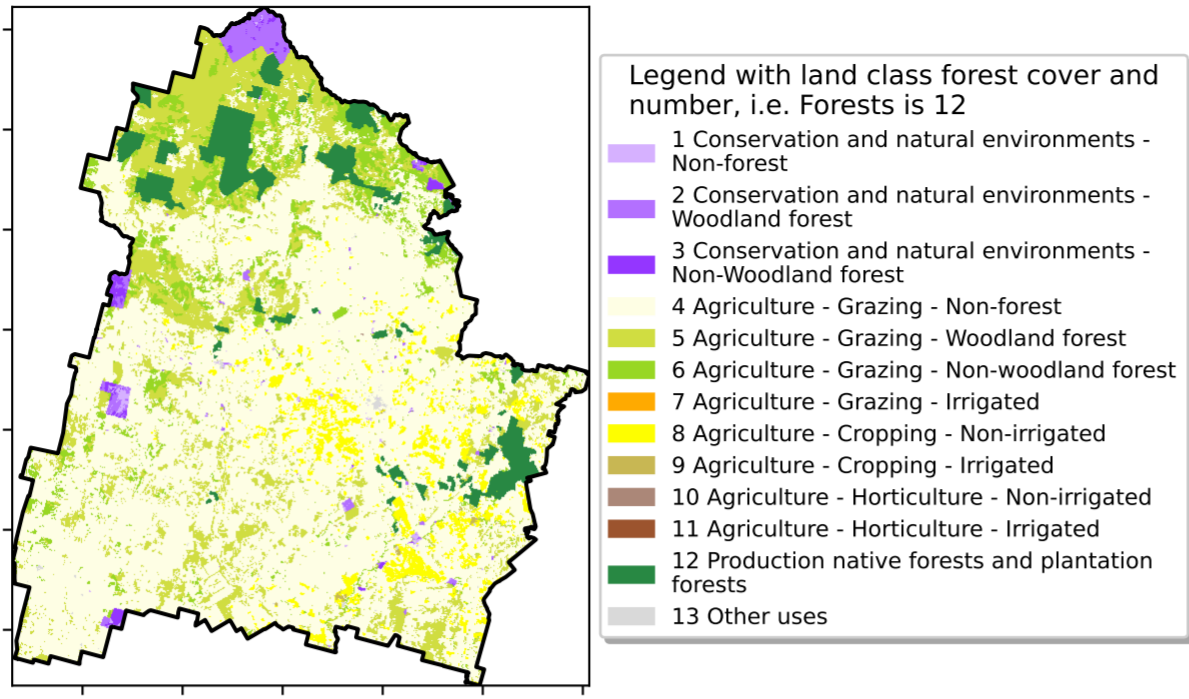 Legend with land class forest cover and
number, i.e. Forests is 12
1 Conservation and natural environments -
Non-forest
2 Conservation and natural environments -
Woodland forest
3 Conservation and natural environments -
Non-Woodland forest
4 Agriculture - Grazing - Non-forest
5 Agriculture - Grazing - Woodland forest
6 Agriculture - Grazing - Non-woodland forest
7 Agriculture - Grazing - Irrigated
8 Agriculture - Cropping - Non-irrigated
9 Agriculture - Cropping - Irrigated
10 Agriculture - Horticulture - Non-irrigated
11 Agriculture - Horticulture - Irrigated
12 Production native forests and plantation
forests
13 Other uses